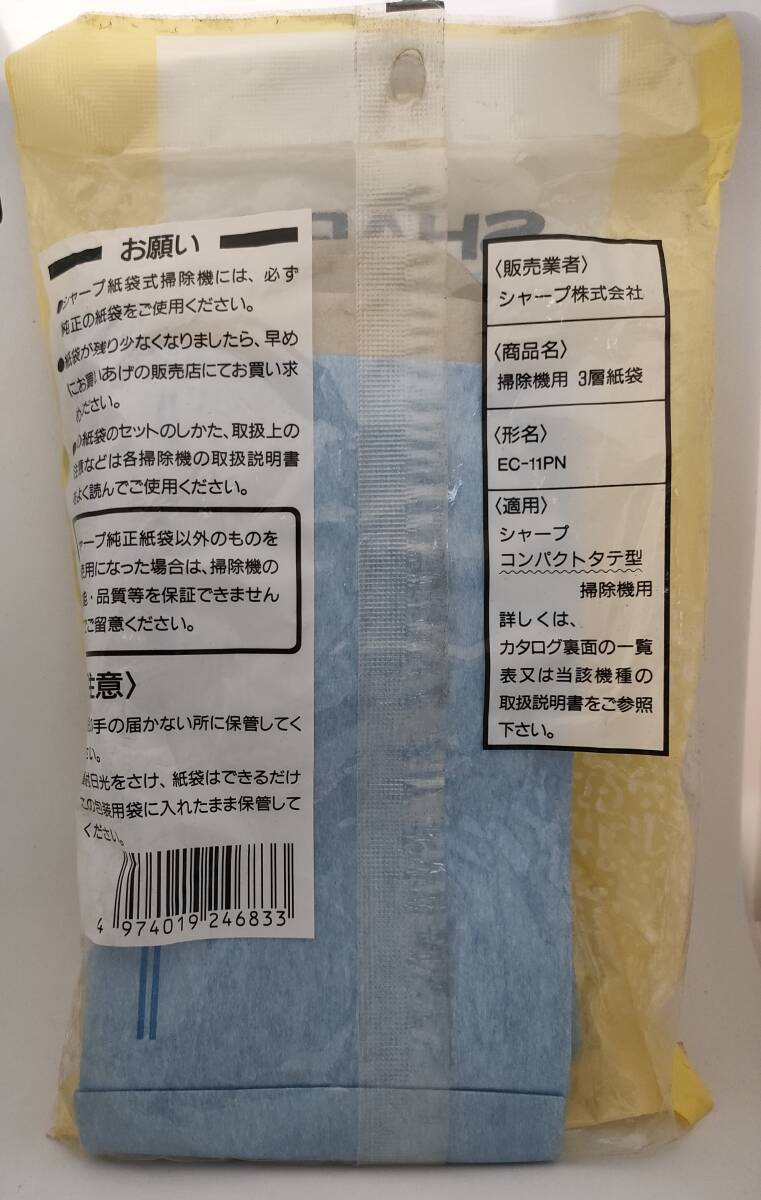 お願い
シャープ紙袋式掃除機には、必ず
純正の紙袋をご使用ください。
●紙袋が残り少なくなりましたら、早め
にお買いあげの販売店にてお買い求
ください。
紙袋のセットのしかた、取扱上の
注意などは各掃除機の取扱説明書
をよく読んでご使用ください。
ープ純正紙袋以外のものを
使用になった場合は、掃除機の
・品質等を保証できません
ご留意ください。
注意〉
手の届かない所に保管してく
い。
日光をさけ、紙袋はできるだけ
この包装用袋に入れたまま保管して
ください。
4 974019 246833
〈販売業者〉
シャープ株式会社
〈商品名〉
掃除機用 3層紙袋
〈形名〉
EC-11PN
〈適用〉
シャープ
コンパクトタテ型
掃除機用
詳しくは、
カタログ裏面の一覧
表又は当該機種の
取扱説明書をご参照
下さい。